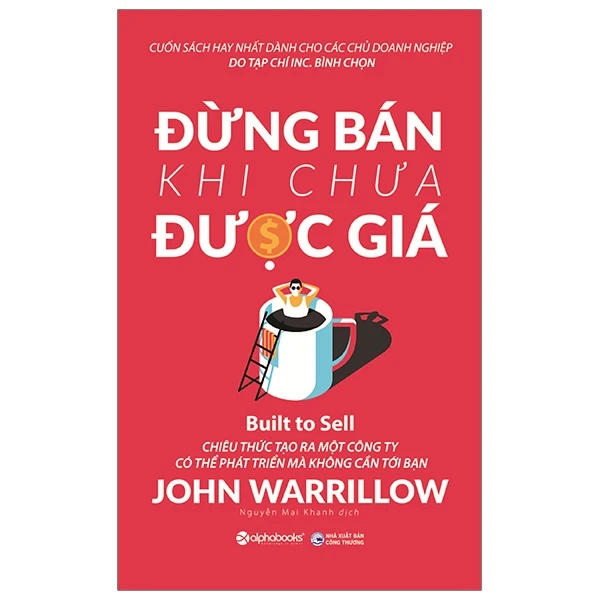 CUỐN SÁCH HAY NHẤT DÀNH CHO CÁC CHỦ DOANH NGHIỆP
DO TẠP CHÍ INC. BÌNH CHỌN
ĐỪNG BÁN
KHI CHƯA
ĐƯỢC GIÁ
Built to Sell
CHIÊU THỨC TẠO RA MỘT CÔNG TY
CÓ THỂ PHÁT TRIỂN MÀ KHÔNG CẦN TỚI BẠN
JOHN WARRILLOW
Nguyễn Mai Khanh dịch
alphabooks
NHÀ XUẤT BẢN
CÔNG THƯƠNG